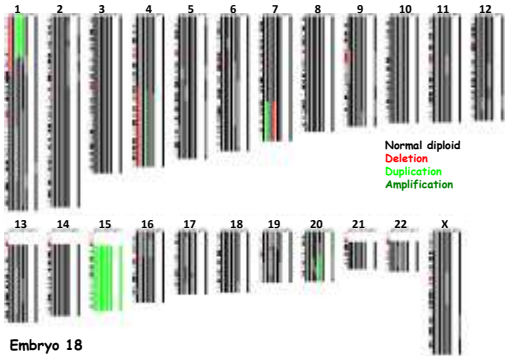 1 2 3 4 5 6 7 8 9 10 11 12
Normal diploid
Deletion
Duplication
Amplification
13 14 15 16 17 18 19 20 21 22 X
Embryo 18